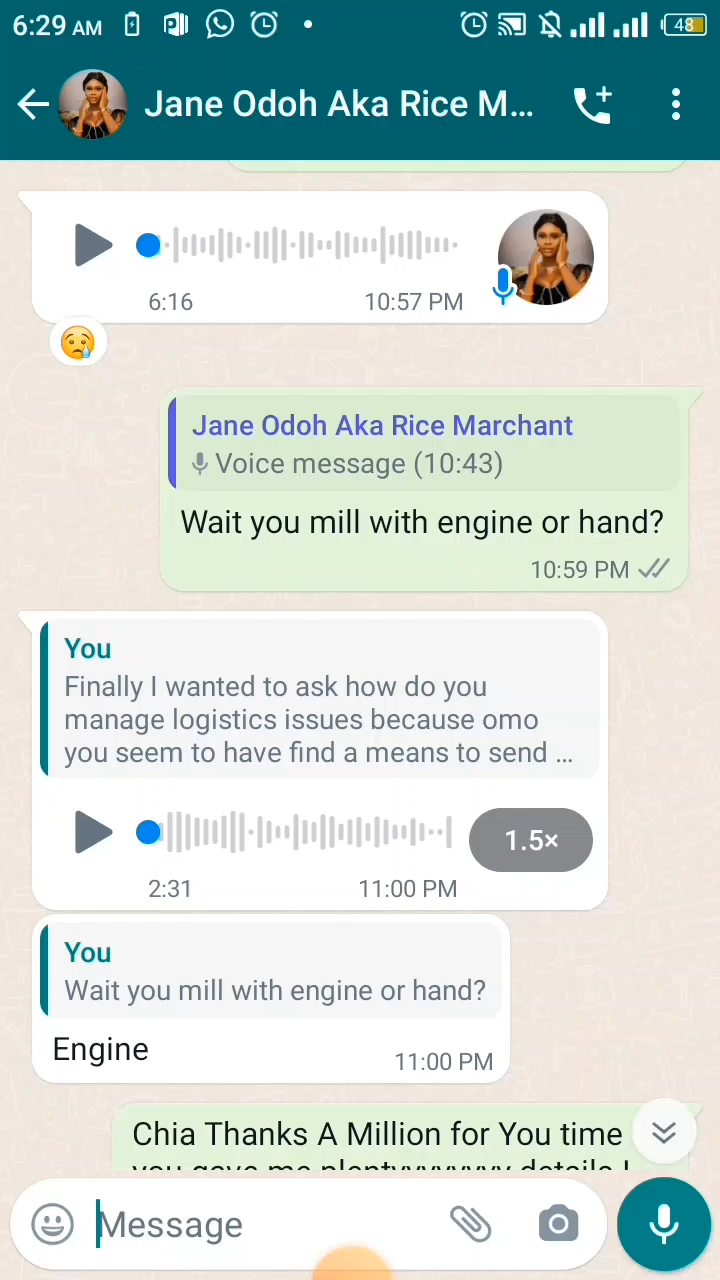 6:29 AM
48
Jane Odoh Aka Rice M...
6:16
10:57 PM
Jane Odoh Aka Rice Marchant
Voice message (10:43)
Wait you mill with engine or hand?
10:59 PM
You
Finally I wanted to ask how do you
manage logistics issues because omo
you seem to have find a means to send ...
1.5×
2:31
11:00 PM
You
Wait you mill with engine or hand?
Engine
11:00 PM
Chia Thanks A Million for You time
Message